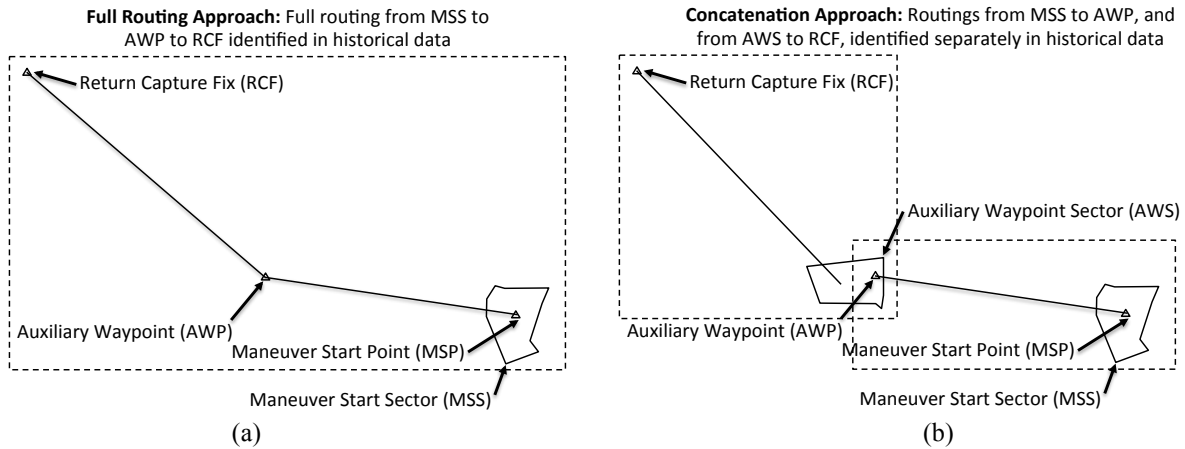 Full Routing Approach: Full routing from MSS to
AWP to RCF identified in historical data
Return Capture Fix (RCF)
Auxiliary Waypoint (AWP)
Maneuver Start Point (MSP)
Maneuver Start Sector (MSS)
(a)
Concatenation Approach: Routings from MSS to AWP, and
from AWS to RCF, identified separately in historical data
Return Capture Fix (RCF)
Auxiliary Waypoint Sector (AWS)
Auxiliary Waypoint (AWP)
Maneuver Start Point (MSP)
Maneuver Start Sector (MSS)
(b)